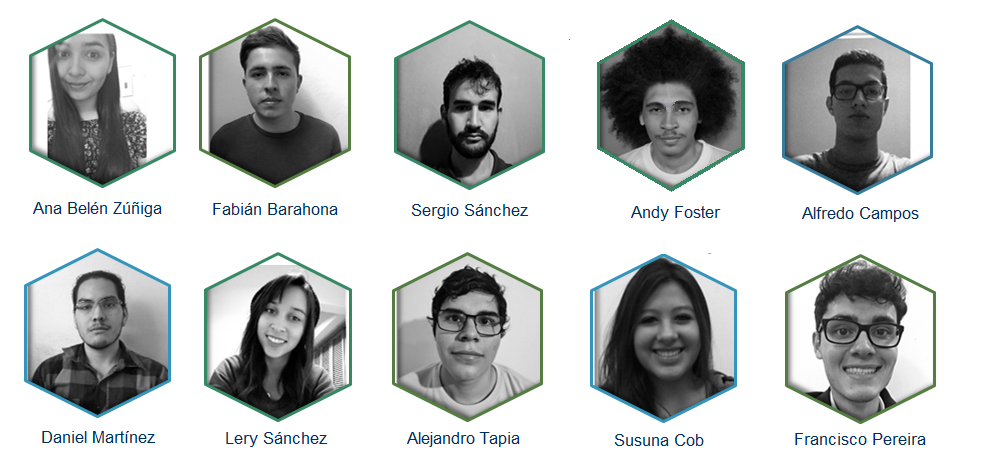 Ana Belén Zúñiga
Fabián Barahona
Sergio Sánchez
Andy Foster
Alfredo Campos
Daniel Martínez
Lery Sánchez
Alejandro Tapia
Susuna Cob
Francisco Pereira